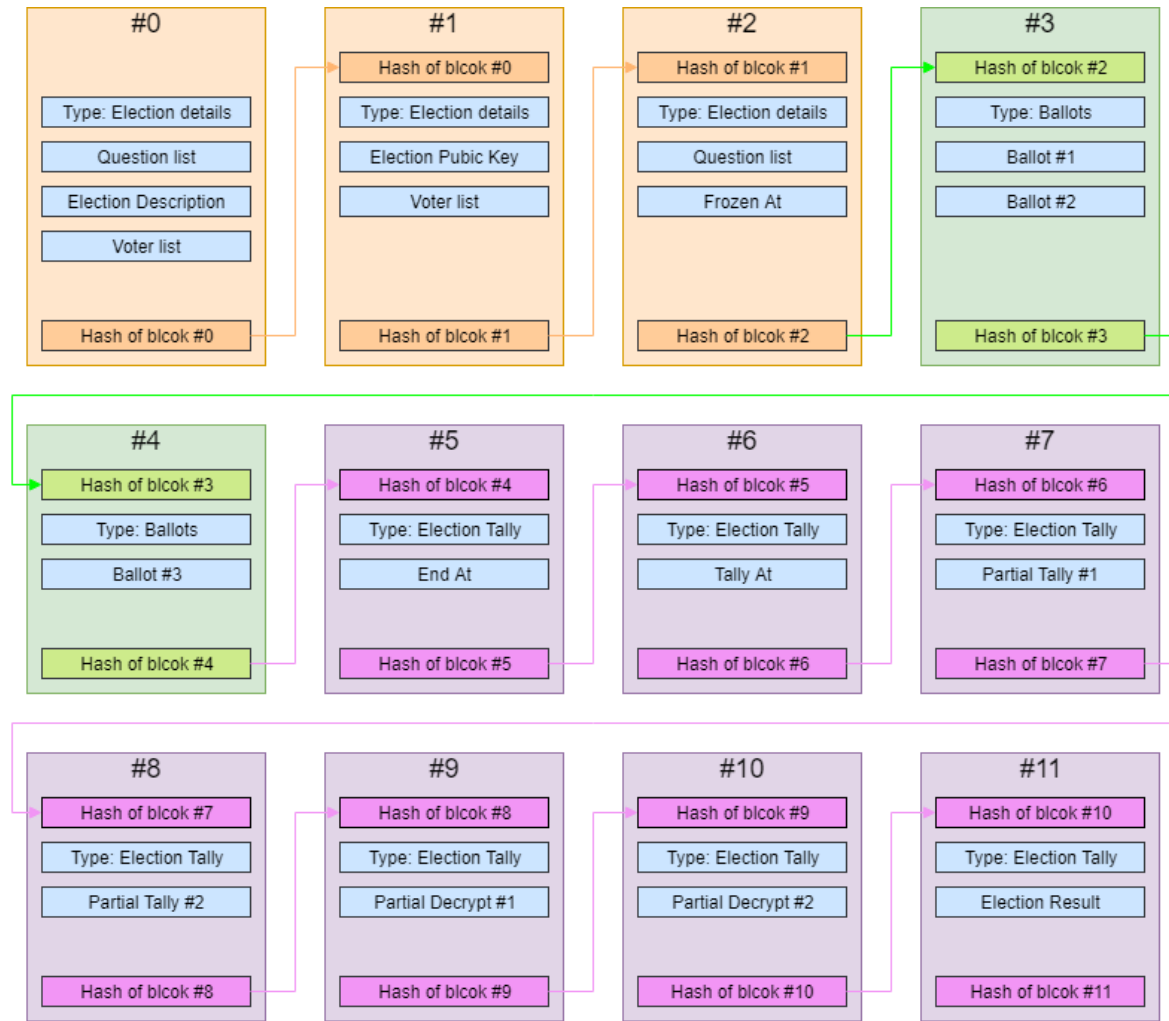 #0
Type: Election details
Question list
Election Description
Voter list
Hash of blcok #0
#1
Hash of blcok #0
Type: Election details
Election Pubic Key
Voter list
Hash of blcok #1
#2
Hash of blcok #1
Type: Election details
Question list
Frozen At
Hash of blcok #2
#3
Hash of blcok #2
Type: Ballots
Ballot #1
Ballot #2
Hash of blcok #3
#4
Hash of blcok #3
Type: Ballots
Ballot #3
Hash of blcok #4
#5
Hash of blcok #4
Type: Election Tally
End At
Hash of blcok #5
#6
Hash of blcok #5
Type: Election Tally
Tally At
Hash of blcok #6
#7
Hash of blcok #6
Type: Election Tally
Partial Tally #1
Hash of blcok #7
#8
Hash of blcok #7
Type: Election Tally
Partial Tally #2
Hash of blcok #8
#9
Hash of blcok #8
Type: Election Tally
Partial Decrypt #1
Hash of blcok #9
#10
Hash of blcok #9
Type: Election Tally
Partial Decrypt #2
Hash of blcok #10
#11
Hash of blcok #10
Type: Election Tally
Election Result
Hash of blcok #11